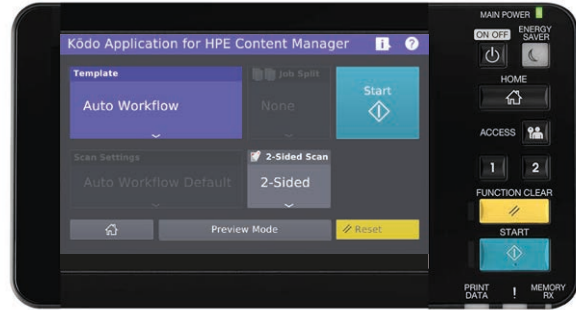 MAIN POWER
ON OFF ENERGY SAVER
Kōdo Application for HPE Content Manager i ?
Template
Job Split
Auto Workflow
None
Start
HOME
ACCESS
Scan Settings
2-Sided Scan
Auto Workflow Default
2-Sided
1 2
FUNCTION CLEAR
Preview Mode
Reset
START
PRINT DATA ! MEMORY RX